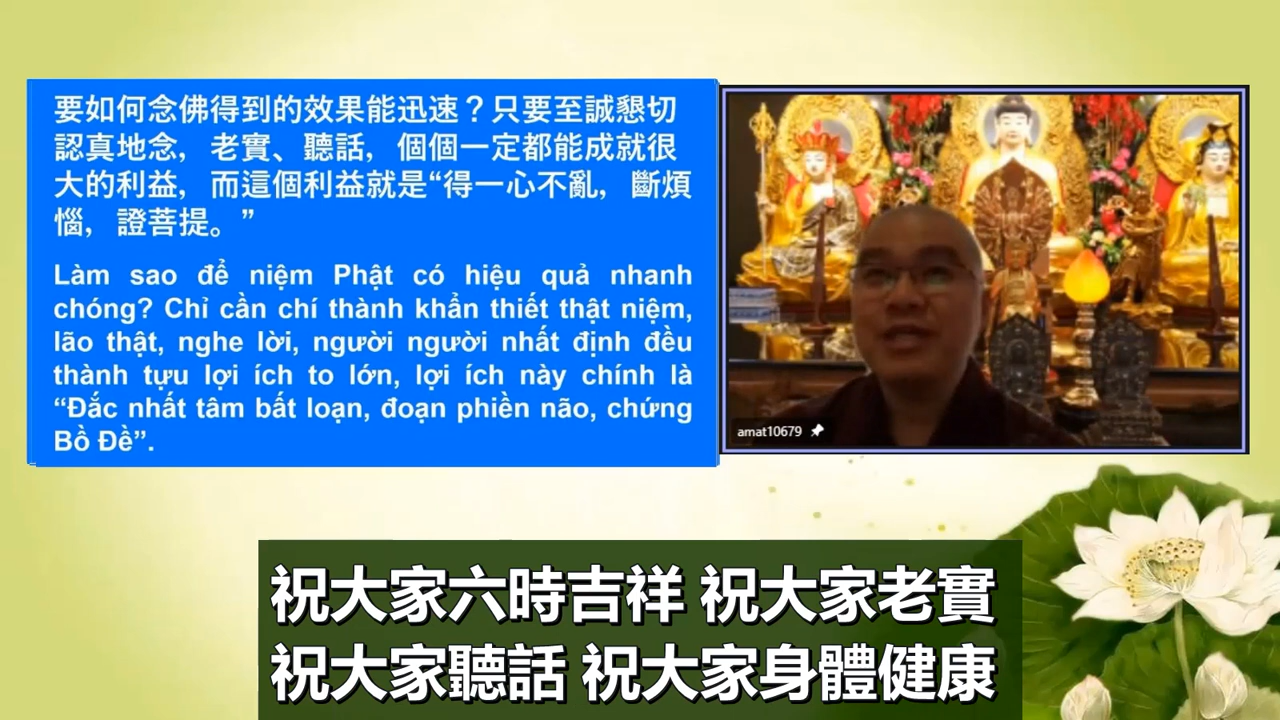 要如何念佛得到的效果能迅速？只要至誠懇切
認真地念，老實、聽話，個個一定都能成就很
大的利益，而這個利益就是“得一心不亂，斷煩
惱，證菩提。”
Làm sao để niệm Phật có hiệu quả nhanh
chóng? Chỉ cần chí thành khẩn thiết thật niệm,
lão thật, nghe lời, người người nhất định đều
thành tựu lợi ích to lớn, lợi ích này chính là
“Đắc nhất tâm bất loạn, đoạn phiền não, chứng
Bồ Đề”.
amat10679
祝大家六時吉祥 祝大家老實
祝大家聽話 祝大家身體健康